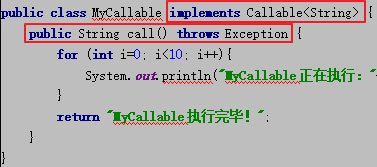 public class MyCallable implements Callable<String> {
public String call() throws Exception {
for (int i=0; i<10; i++){
System.out.println("MyCallable正在执行："
}
return "MyCallable执行完毕！";
}
}